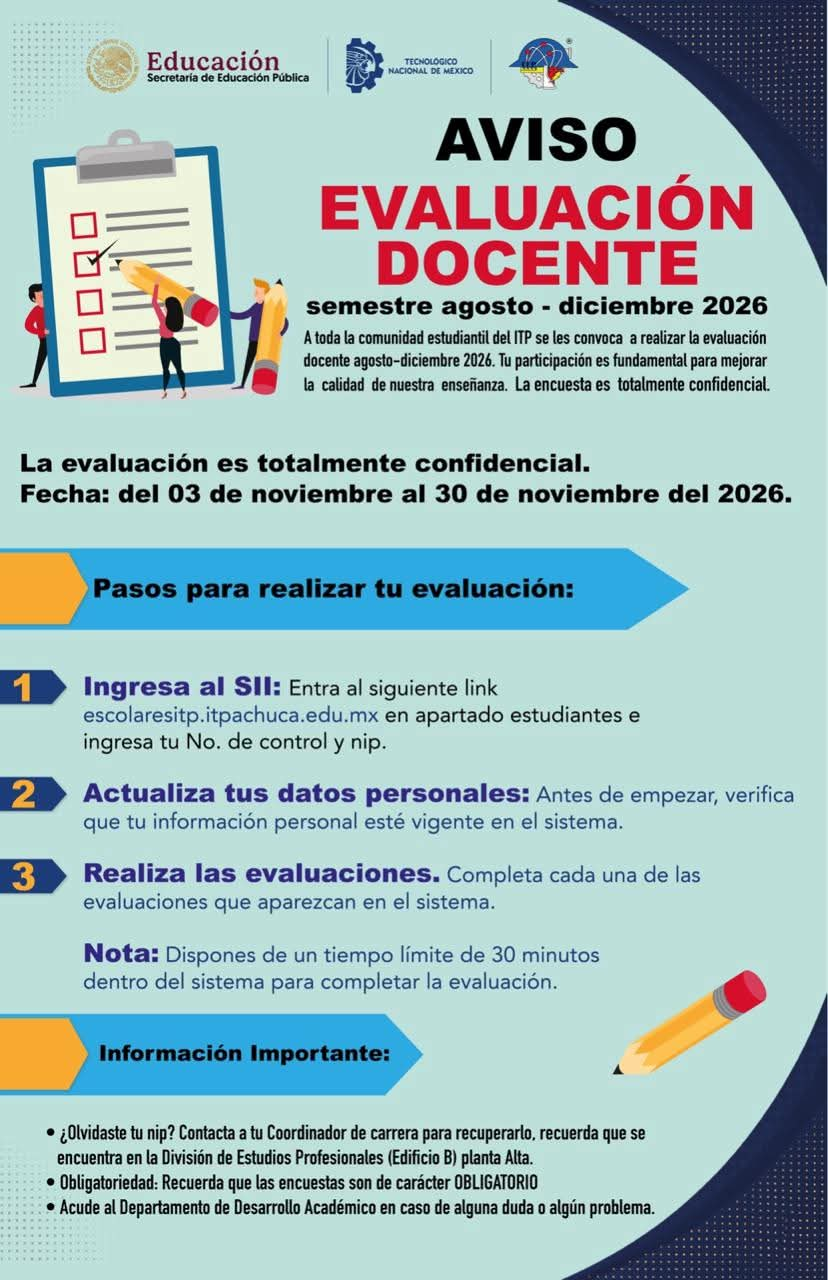 Educación
Secretaría de Educación Pública
TECNOLÓGICO
NACIONAL DE MÉXICO
ITP
AVISO
EVALUACIÓN
DOCENTE
semestre agosto - diciembre 2026
A toda la comunidad estudiantil del ITP se les convoca a realizar la evaluación
docente agosto-diciembre 2026. Tu participación es fundamental para mejorar
la calidad de nuestra enseñanza. La encuesta es totalmente confidencial.
La evaluación es totalmente confidencial.
Fecha: del 03 de noviembre al 30 de noviembre del 2026.
Pasos para realizar tu evaluación:
1 Ingresa al SII: Entra al siguiente link
escolaresitp.itpachuca.edu.mx en apartado estudiantes e
ingresa tu No. de control y nip.
2 Actualiza tus datos personales: Antes de empezar, verifica
que tu información personal esté vigente en el sistema.
3 Realiza las evaluaciones. Completa cada una de las
evaluaciones que aparezcan en el sistema.
Nota: Dispones de un tiempo límite de 30 minutos
dentro del sistema para completar la evaluación.
Información Importante:
• ¿Olvidaste tu nip? Contacta a tu Coordinador de carrera para recuperarlo, recuerda que se
encuentra en la División de Estudios Profesionales (Edificio B) planta Alta.
• Obligatoriedad: Recuerda que las encuestas son de carácter OBLIGATORIO
• Acude al Departamento de Desarrollo Académico en caso de alguna duda o algún problema.